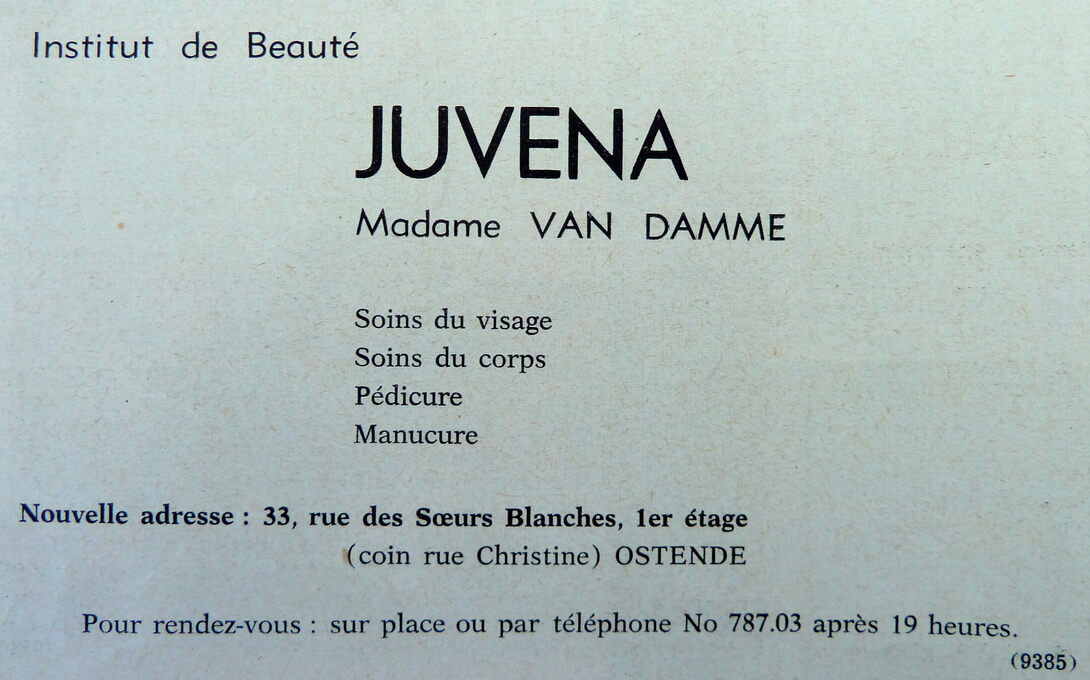 Institut de Beauté
JUVENA
Madame VAN DAMME
Soins du visage
Soins du corps
Pédicure
Manucure
Nouvelle adresse : 33, rue des Sœurs Blanches, 1er étage
(coin rue Christine) OSTENDE
Pour rendez-vous : sur place ou par téléphone No 787.03 après 19 heures.
(9385)